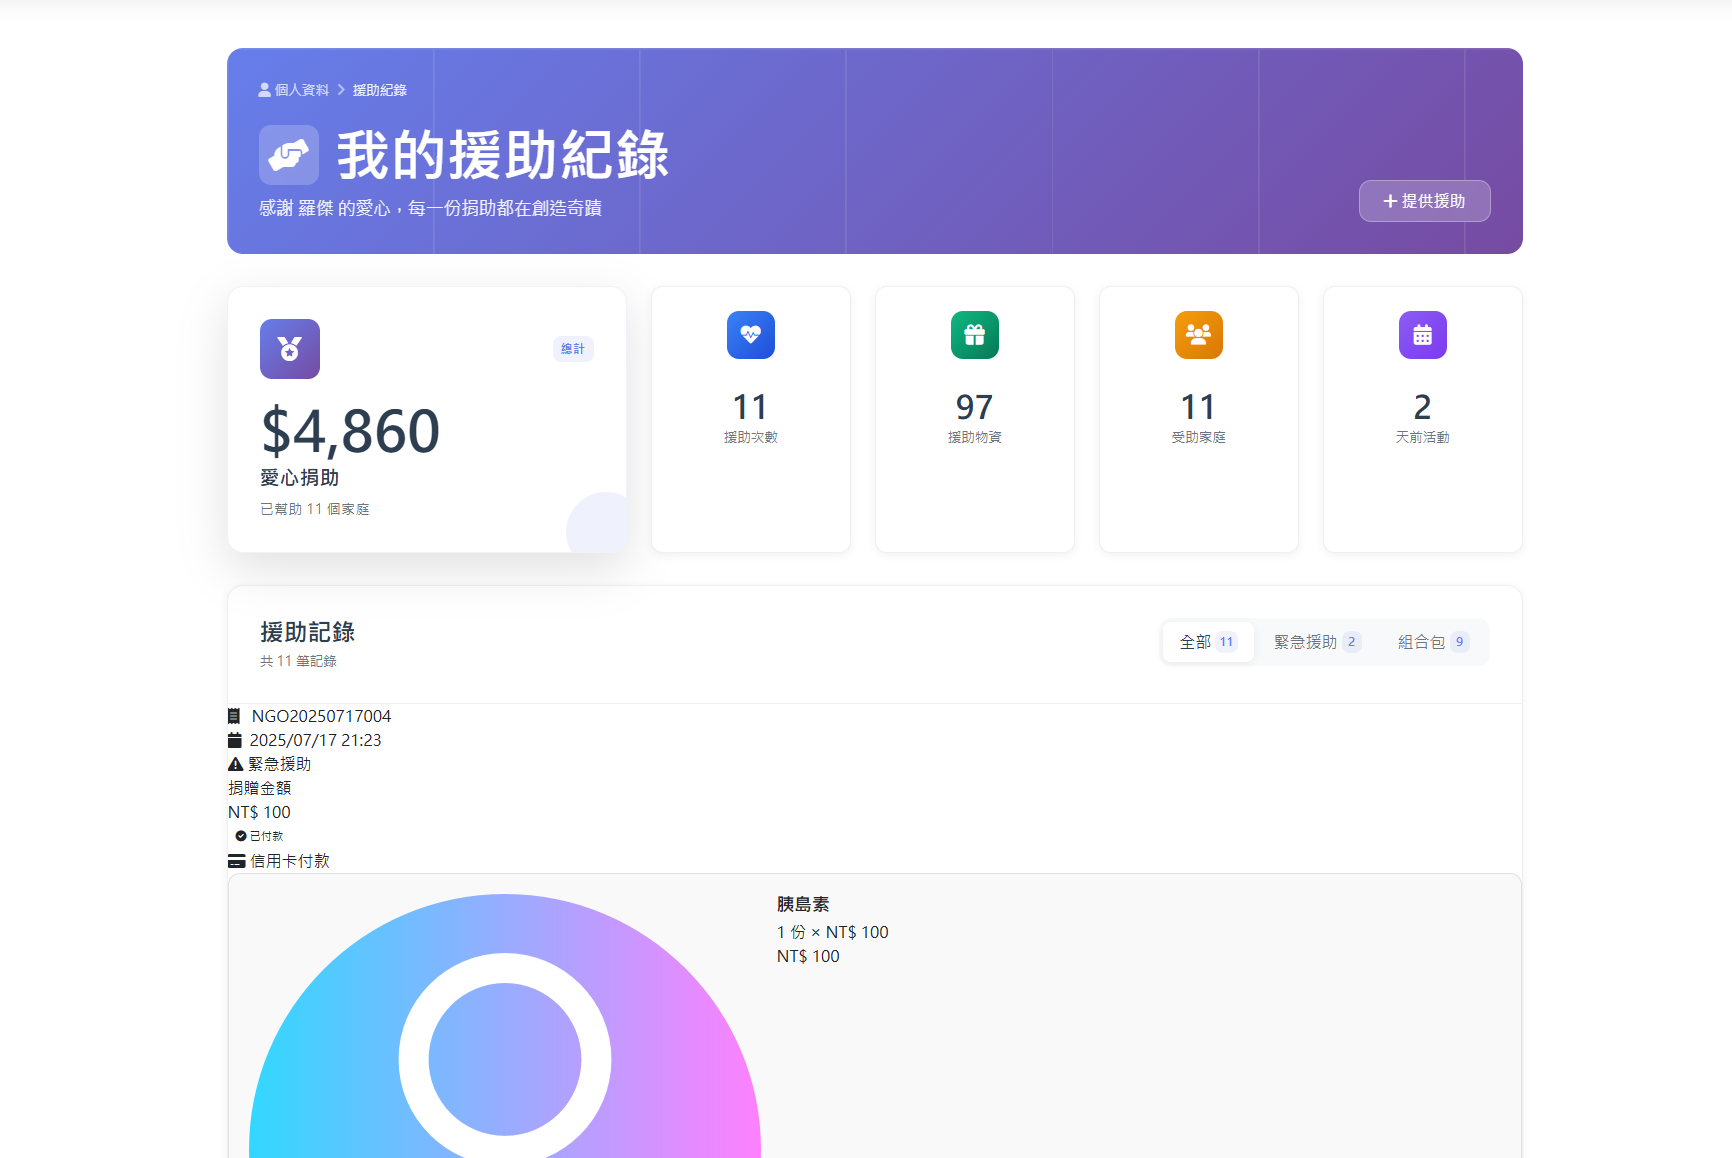 個人資料 > 援助紀錄
我的援助紀錄
感謝 羅傑 的愛心，每一份捐助都在創造奇蹟
+ 提供援助
總計
$4,860
愛心捐助
已幫助 11 個家庭
11
援助次數
97
援助物資
11
受助家庭
2
天前活動
援助記錄
共 11 筆記錄
全部 11
緊急援助 2
組合包 9
NGO20250717004
2025/07/17 21:23
緊急援助
捐贈金額
NT$ 100
已付款
信用卡付款
胰島素
1 份 × NT$ 100
NT$ 100